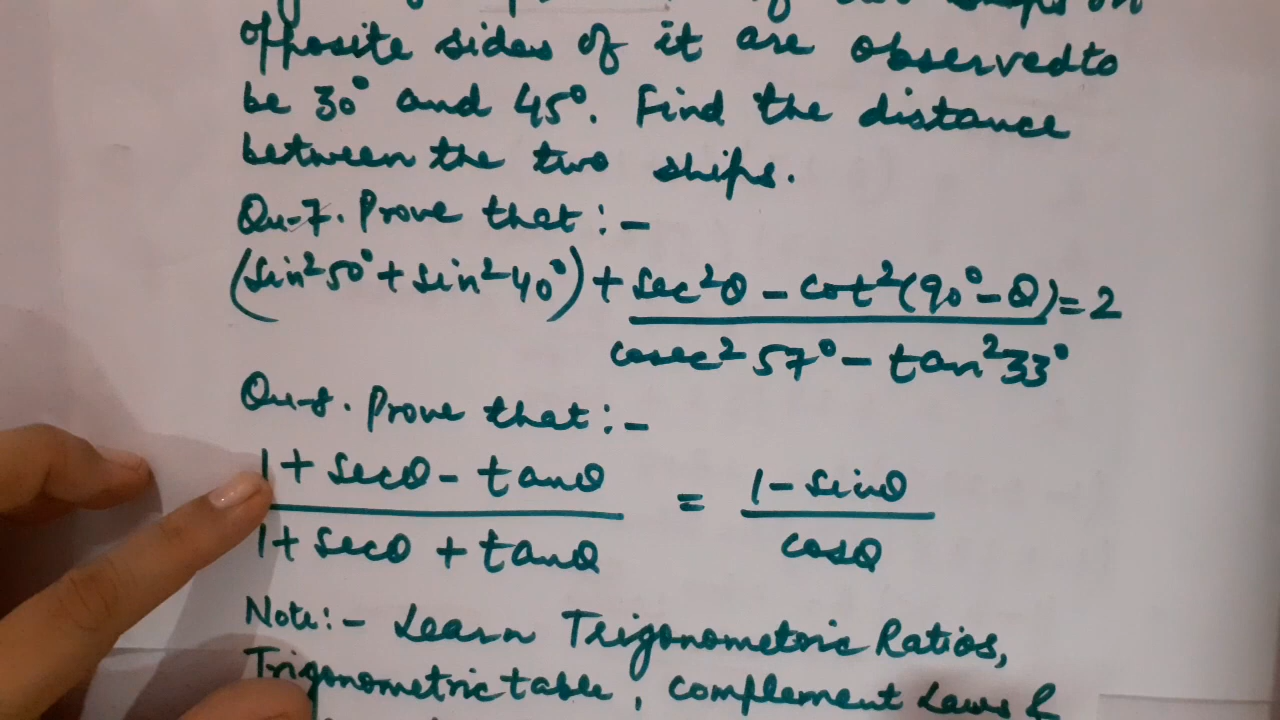 opposite sides of it are observed to
be 30° and 45°. Find the distance
between the two ships.
Qu-7. Prove that :-
(sin²50° + sin²40°) + sec²θ - cot²(90°-θ) = 2
cosec²57° - tan²33°
Qu-8. Prove that :-
1 + secθ - tanθ = 1 - sinθ
1 + secθ + tanθ cosθ
Note:- Learn Trigonometric Ratios,
Trigonometric table, complement Laws &